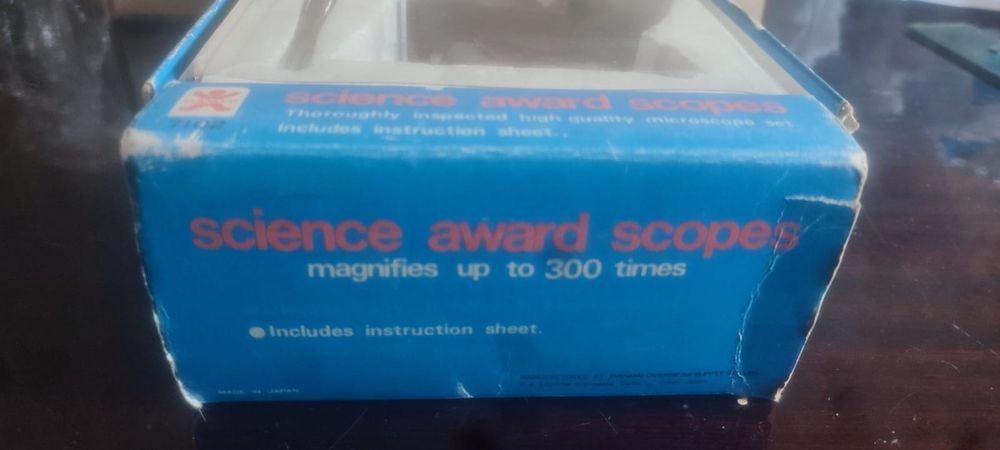 science award scopes
Thoroughly inspected high quality microscope set.
Includes instruction sheet.
science award scopes
magnifies up to 300 times
●Includes instruction sheet.
MADE IN JAPAN